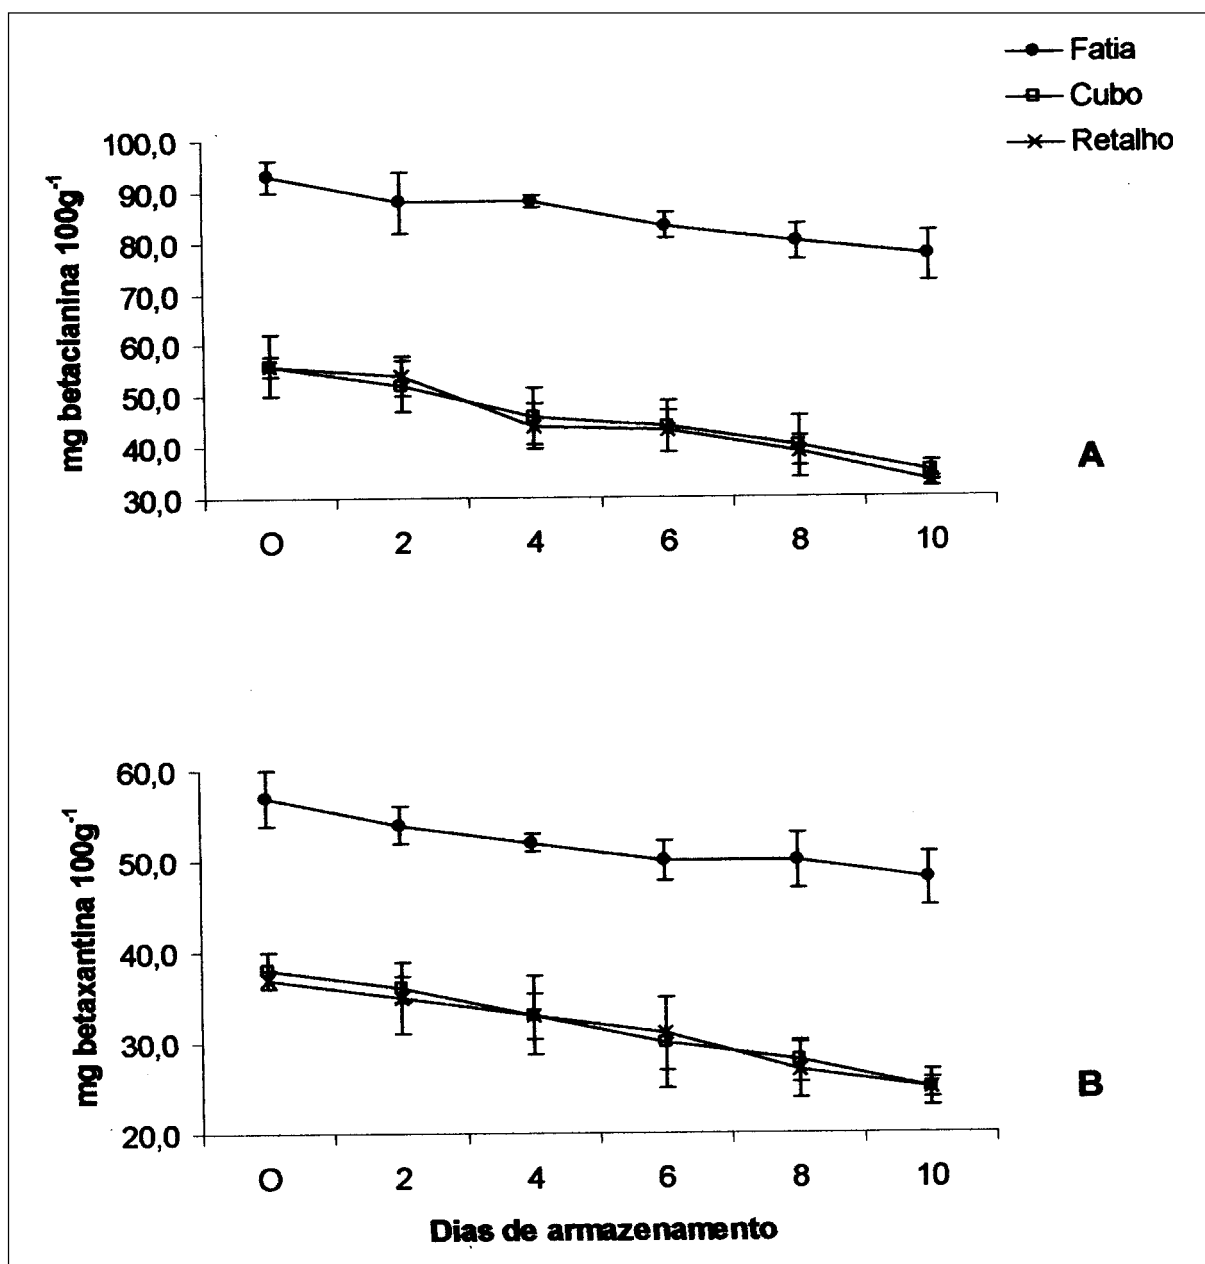 Fatia
Cubo
Retalho
mg betacianina 100g⁻¹
100,0
90,0
80,0
70,0
60,0
50,0
40,0
30,0
O 2 4 6 8 10
A
mg betaxantina 100g⁻¹
60,0
50,0
40,0
30,0
20,0
O 2 4 6 8 10
B
Dias de armazenamento